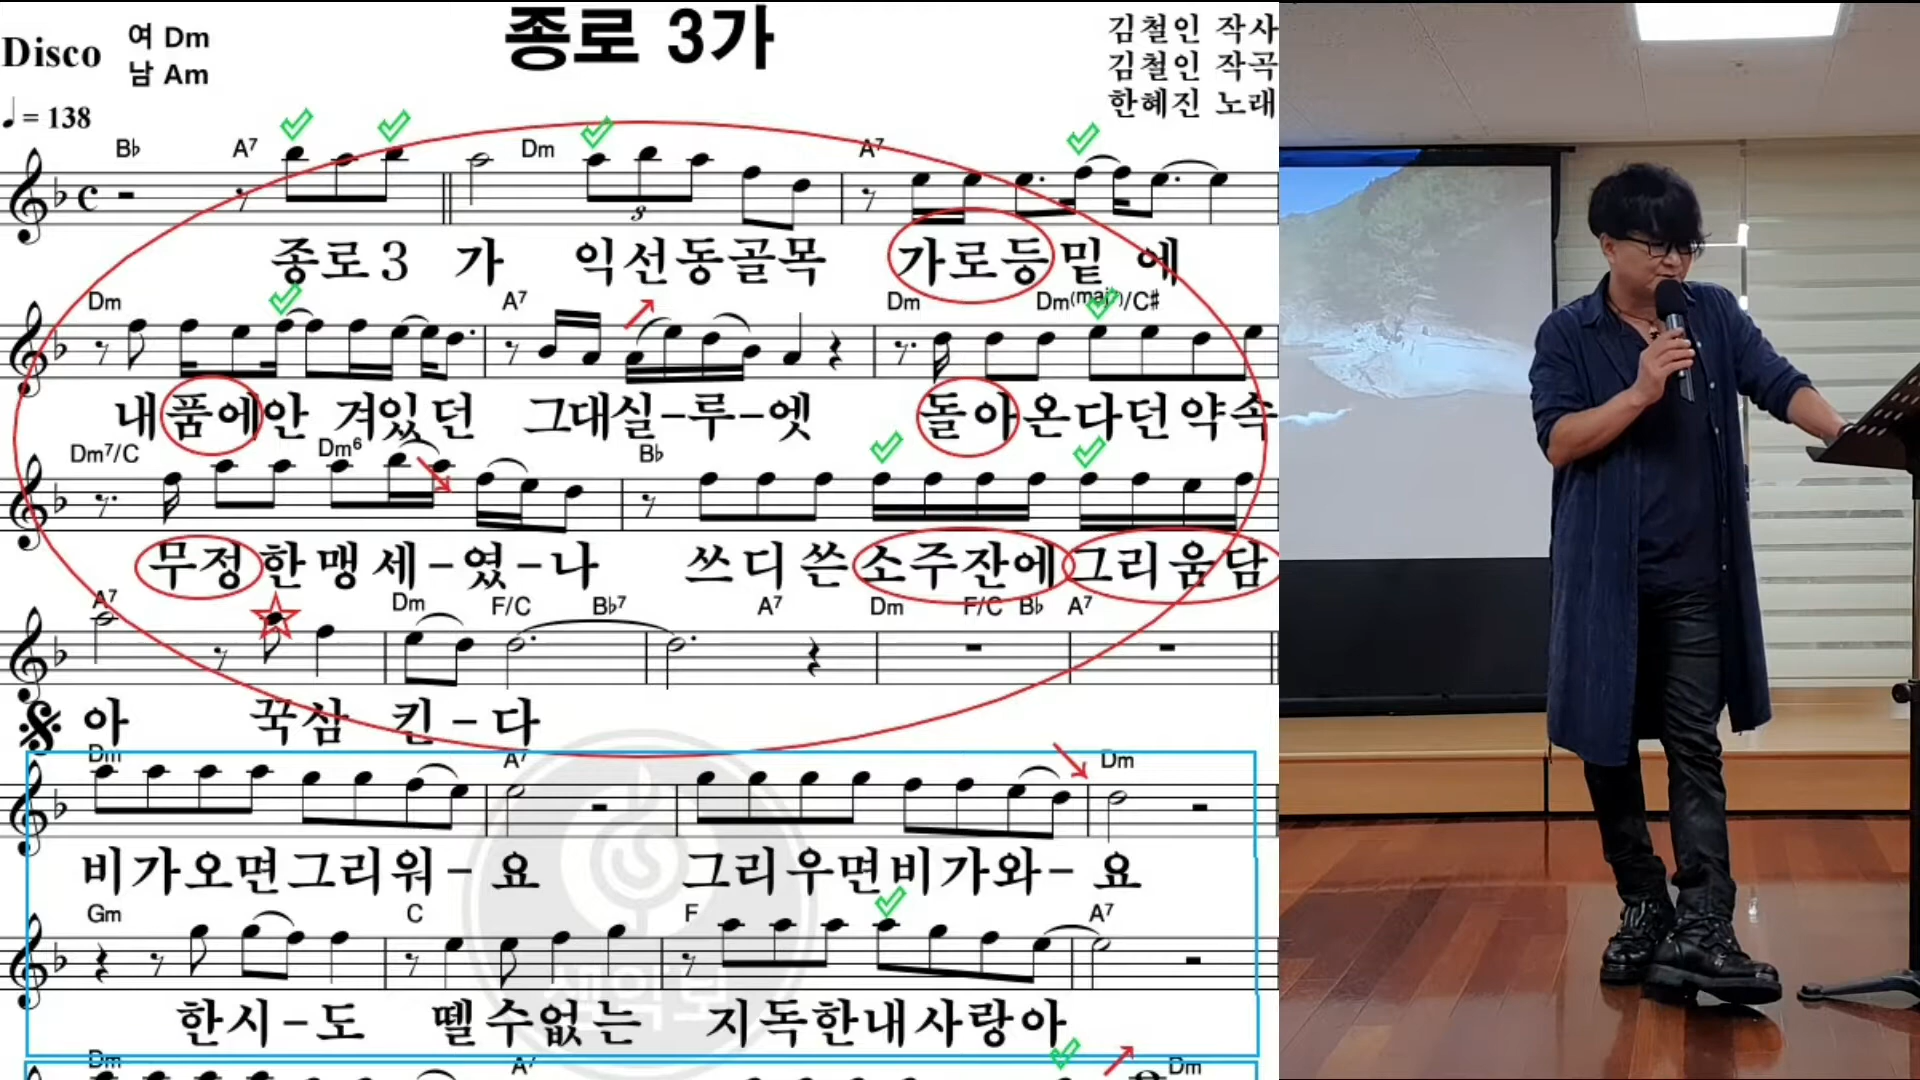 종로 3가
Disco
여 Dm
남 Am
김철인 작사
김철인 작곡
한혜진 노래
♩= 138
B♭ A7 Dm A7
3
종로3 가 익선동골목 가로등밑 에
Dm A7 Dm Dm(maj7)/C#
내품에안 겨있던 그대실-루-엣 돌아온다던약속
Dm7/C Dm6 B♭
무정한맹세-였-나 쓰디쓴소주잔에그리움담
A7 Dm F/C B♭7 A7 Dm F/C B♭ A7
아 꾹삼 킨-다
Dm A7 Dm
비가오면그리워-요 그리우면비가와-요
Gm C F A7
한시-도 뗄수없는 지독한내사랑아
Dm A7 Dm